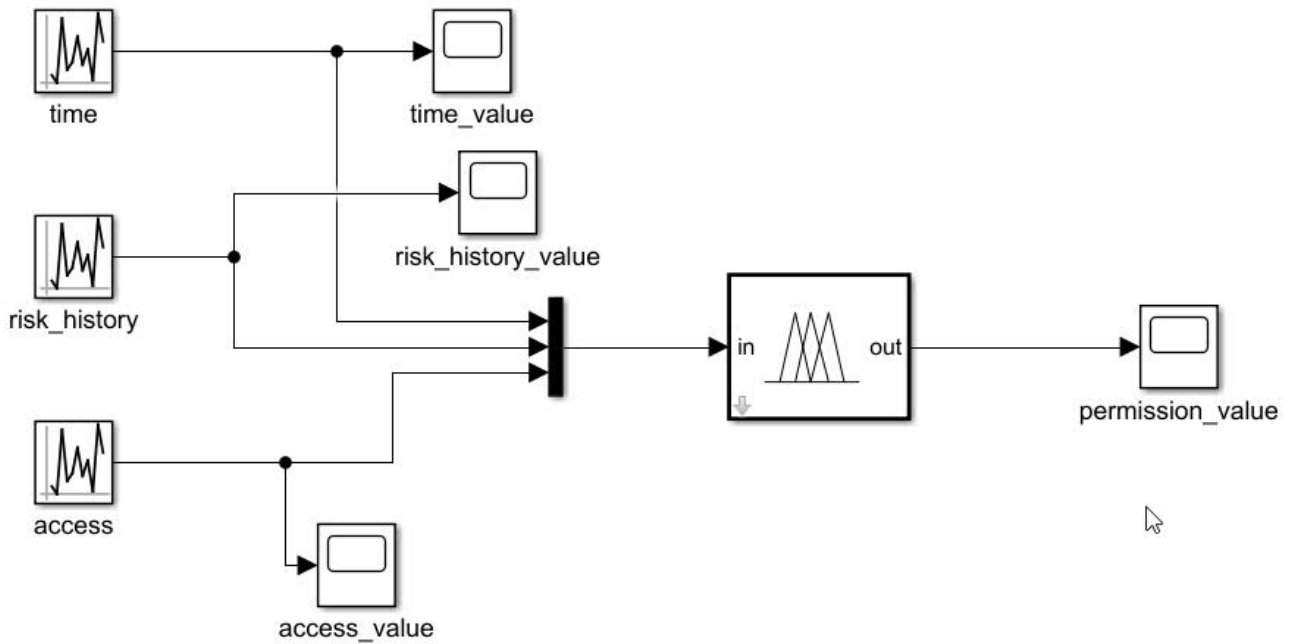 time
time_value
risk_history_value
risk_history
in
out
permission_value
access
access_value